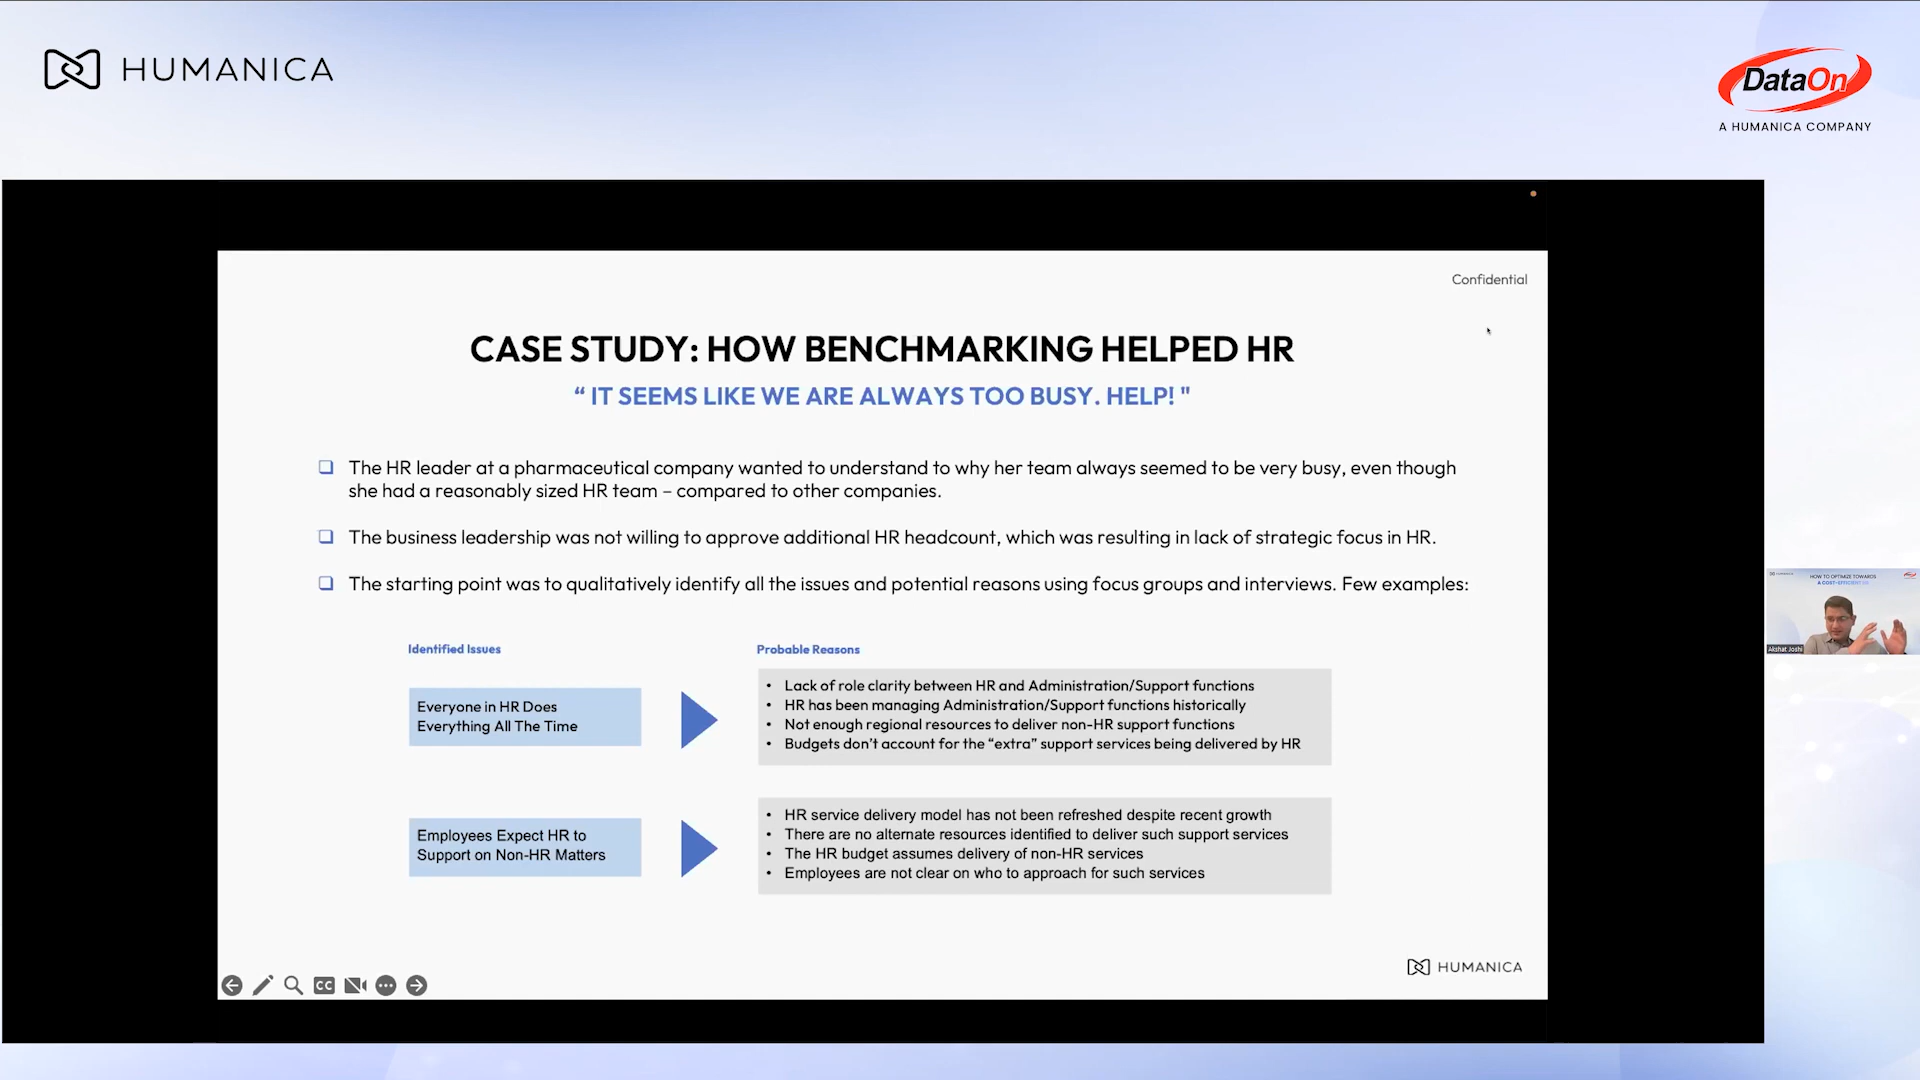 HUMANICA
DataOn
A HUMANICA COMPANY
Confidential
CASE STUDY: HOW BENCHMARKING HELPED HR
“ IT SEEMS LIKE WE ARE ALWAYS TOO BUSY. HELP! "
The HR leader at a pharmaceutical company wanted to understand to why her team always seemed to be very busy, even though
she had a reasonably sized HR team – compared to other companies.
The business leadership was not willing to approve additional HR headcount, which was resulting in lack of strategic focus in HR.
The starting point was to qualitatively identify all the issues and potential reasons using focus groups and interviews. Few examples:
Identified Issues
Probable Reasons
Everyone in HR Does
Everything All The Time
• Lack of role clarity between HR and Administration/Support functions
• HR has been managing Administration/Support functions historically
• Not enough regional resources to deliver non-HR support functions
• Budgets don’t account for the “extra” support services being delivered by HR
Employees Expect HR to
Support on Non-HR Matters
• HR service delivery model has not been refreshed despite recent growth
• There are no alternate resources identified to deliver such support services
• The HR budget assumes delivery of non-HR services
• Employees are not clear on who to approach for such services
HUMANICA
CC
HOW TO OPTIMIZE TOWARDS
A COST-EFFICIENT HR
Akshat Joshi